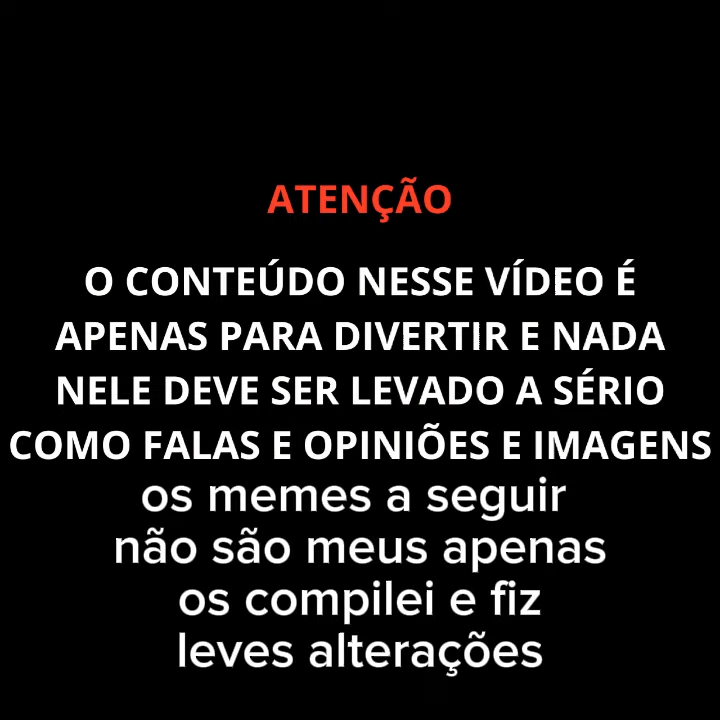 ATENÇÃO
O CONTEÚDO NESSE VÍDEO É
APENAS PARA DIVERTIR E NADA
NELE DEVE SER LEVADO A SÉRIO
COMO FALAS E OPINIÕES E IMAGENS
os memes a seguir
não são meus apenas
os compilei e fiz
leves alterações